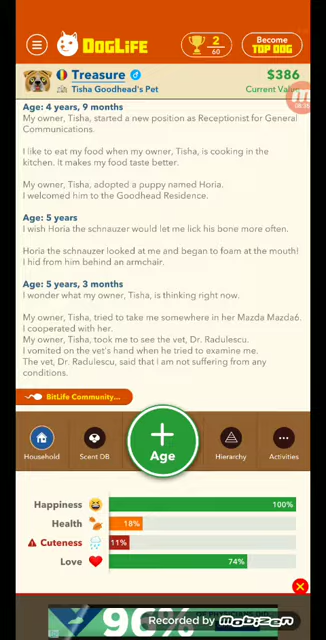 DOGLIFE
2
60
Become
TOP DOG
Treasure
Tisha Goodhead's Pet
$386
Current Value
Age: 4 years, 9 months
My owner, Tisha, started a new position as Receptionist for General
Communications.
I like to eat my food when my owner, Tisha, is cooking in the
kitchen. It makes my food taste better.
My owner, Tisha, adopted a puppy named Horia.
I welcomed him to the Goodhead Residence.
Age: 5 years
I wish Horia the schnauzer would let me lick his bone more often.
Horia the schnauzer looked at me and began to foam at the mouth!
I hid from him behind an armchair.
Age: 5 years, 3 months
I wonder what my owner, Tisha, is thinking right now.
My owner, Tisha, tried to take me somewhere in her Mazda Mazda6.
I cooperated with her.
My owner, Tisha, took me to see the vet, Dr. Radulescu.
I vomited on the vet's hand when he tried to examine me.
The vet, Dr. Radulescu, said that I am not suffering from any
conditions.
BitLife Community...
Household
Scent DB
Age
Hierarchy
Activities
Happiness
100%
Health
18%
Cuteness
11%
Love
74%
96%
Recorded by mobizen